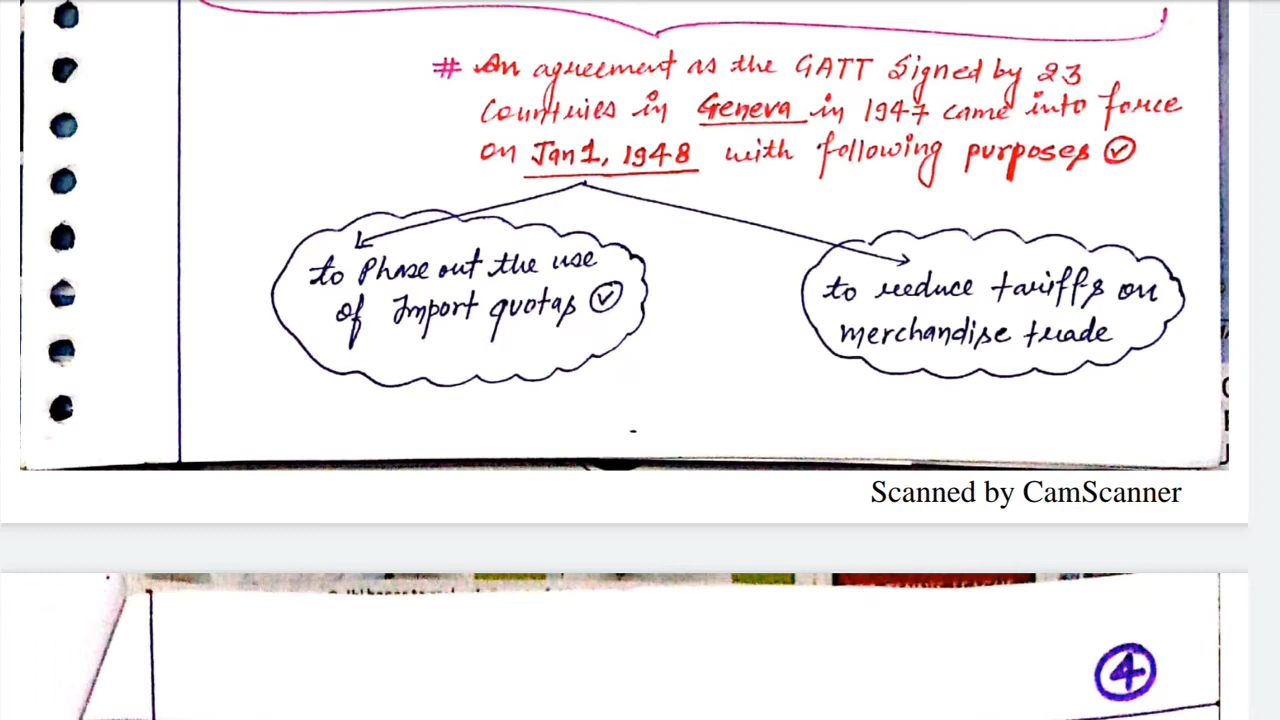 # An agreement as the GATT signed by 23
Countries in Geneva in 1947 came into force
on Jan 1, 1948 with following purposes
to Phase out the use
of Import quotas
to reduce tariffs on
merchandise trade
Scanned by CamScanner
4